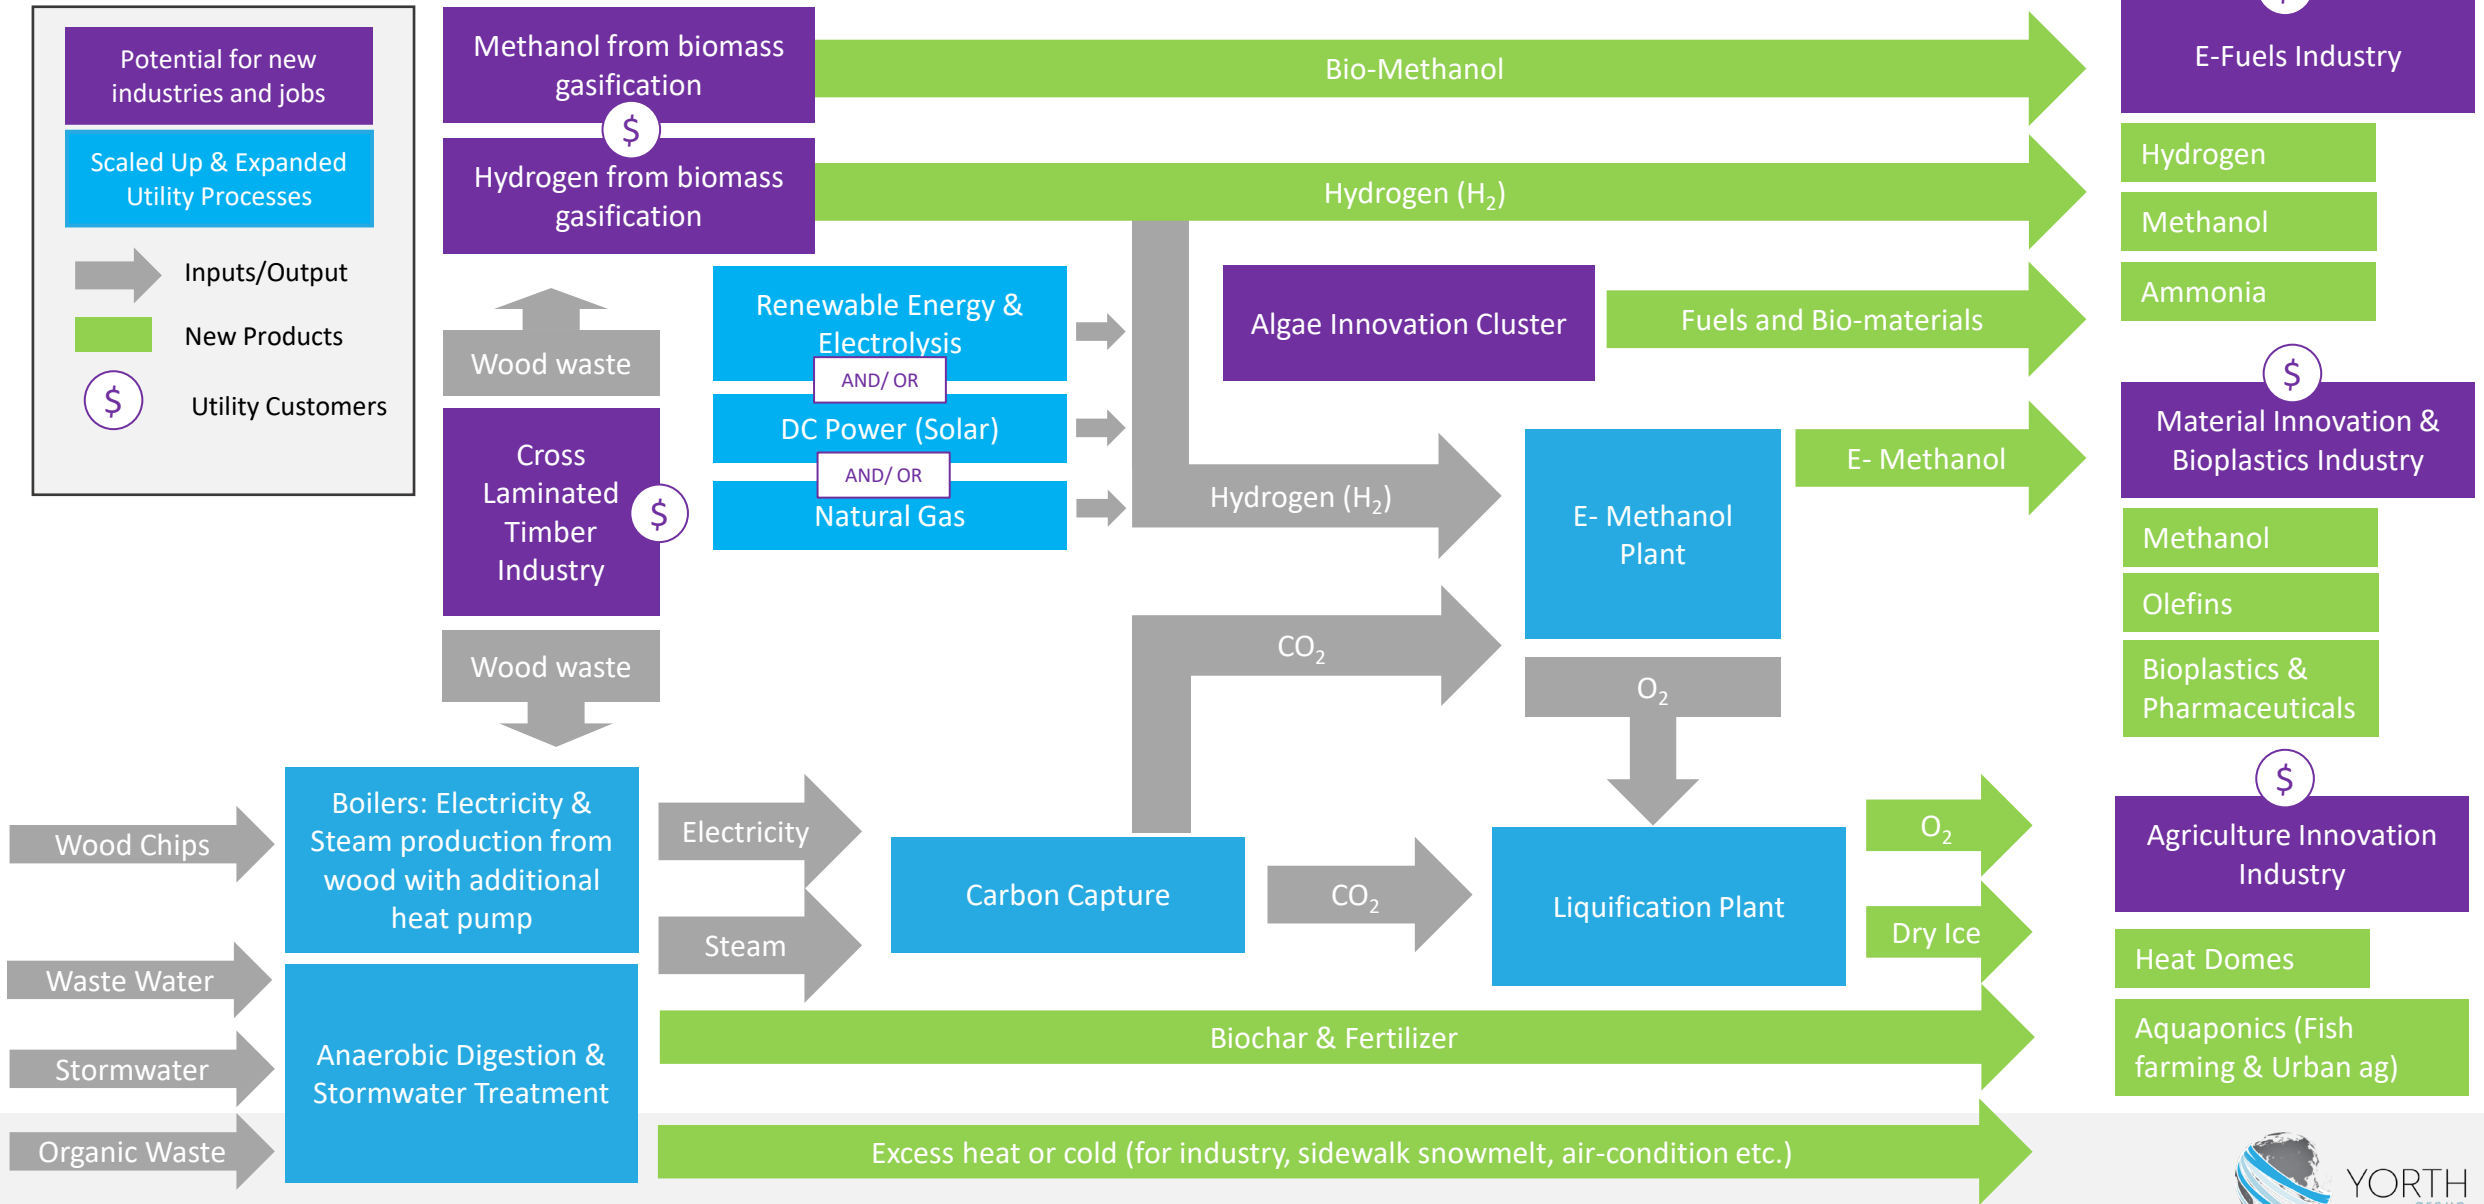 Potential for new
industries and jobs
Scaled Up & Expanded
Utility Processes
Inputs/Output
New Products
$
Utility Customers
Methanol from biomass
gasification
$
Hydrogen from biomass
gasification
Bio-Methanol
Hydrogen (H₂)
$
E-Fuels Industry
Hydrogen
Methanol
Ammonia
Wood waste
Renewable Energy &
Electrolysis
AND/ OR
DC Power (Solar)
AND/ OR
Natural Gas
Algae Innovation Cluster
Fuels and Bio-materials
Cross
Laminated
Timber
Industry
$
Hydrogen (H₂)
E- Methanol
Plant
E- Methanol
$
Material Innovation &
Bioplastics Industry
Methanol
Olefins
Bioplastics &
Pharmaceuticals
Wood waste
CO₂
O₂
Wood Chips
Waste Water
Stormwater
Organic Waste
Boilers: Electricity &
Steam production from
wood with additional
heat pump
Anaerobic Digestion &
Stormwater Treatment
Electricity
Steam
Carbon Capture
CO₂
Liquification Plant
O₂
Dry Ice
Biochar & Fertilizer
Excess heat or cold (for industry, sidewalk snowmelt, air-condition etc.)
$
Agriculture Innovation
Industry
Heat Domes
Aquaponics (Fish
farming & Urban ag)
YORTH